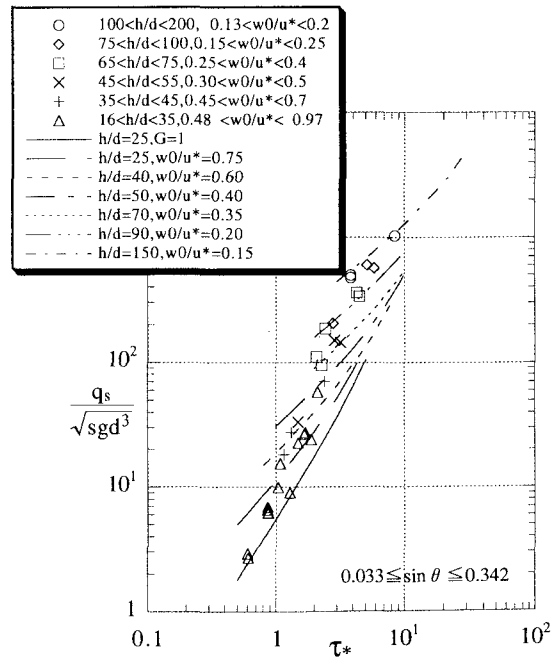 100<h/d<200, 0.13<w0/u*<0.2
75<h/d<100,0.15<w0/u*<0.25
65<h/d<75,0.25<w0/u*<0.4
45<h/d<55,0.30<w0/u*<0.5
35<h/d<45,0.45<w0/u*<0.7
16<h/d<35,0.48 <w0/u*< 0.97
h/d=25,G=1
h/d=25,w0/u*=0.75
h/d=40,w0/u*=0.60
h/d=50,w0/u*=0.40
h/d=70,w0/u*=0.35
h/d=90,w0/u*=0.20
h/d=150,w0/u*=0.15
10²
qs
√sgd³
10¹
1
0.033≦sin θ≦0.342
0.1
10⁰
10¹
10²
τ*